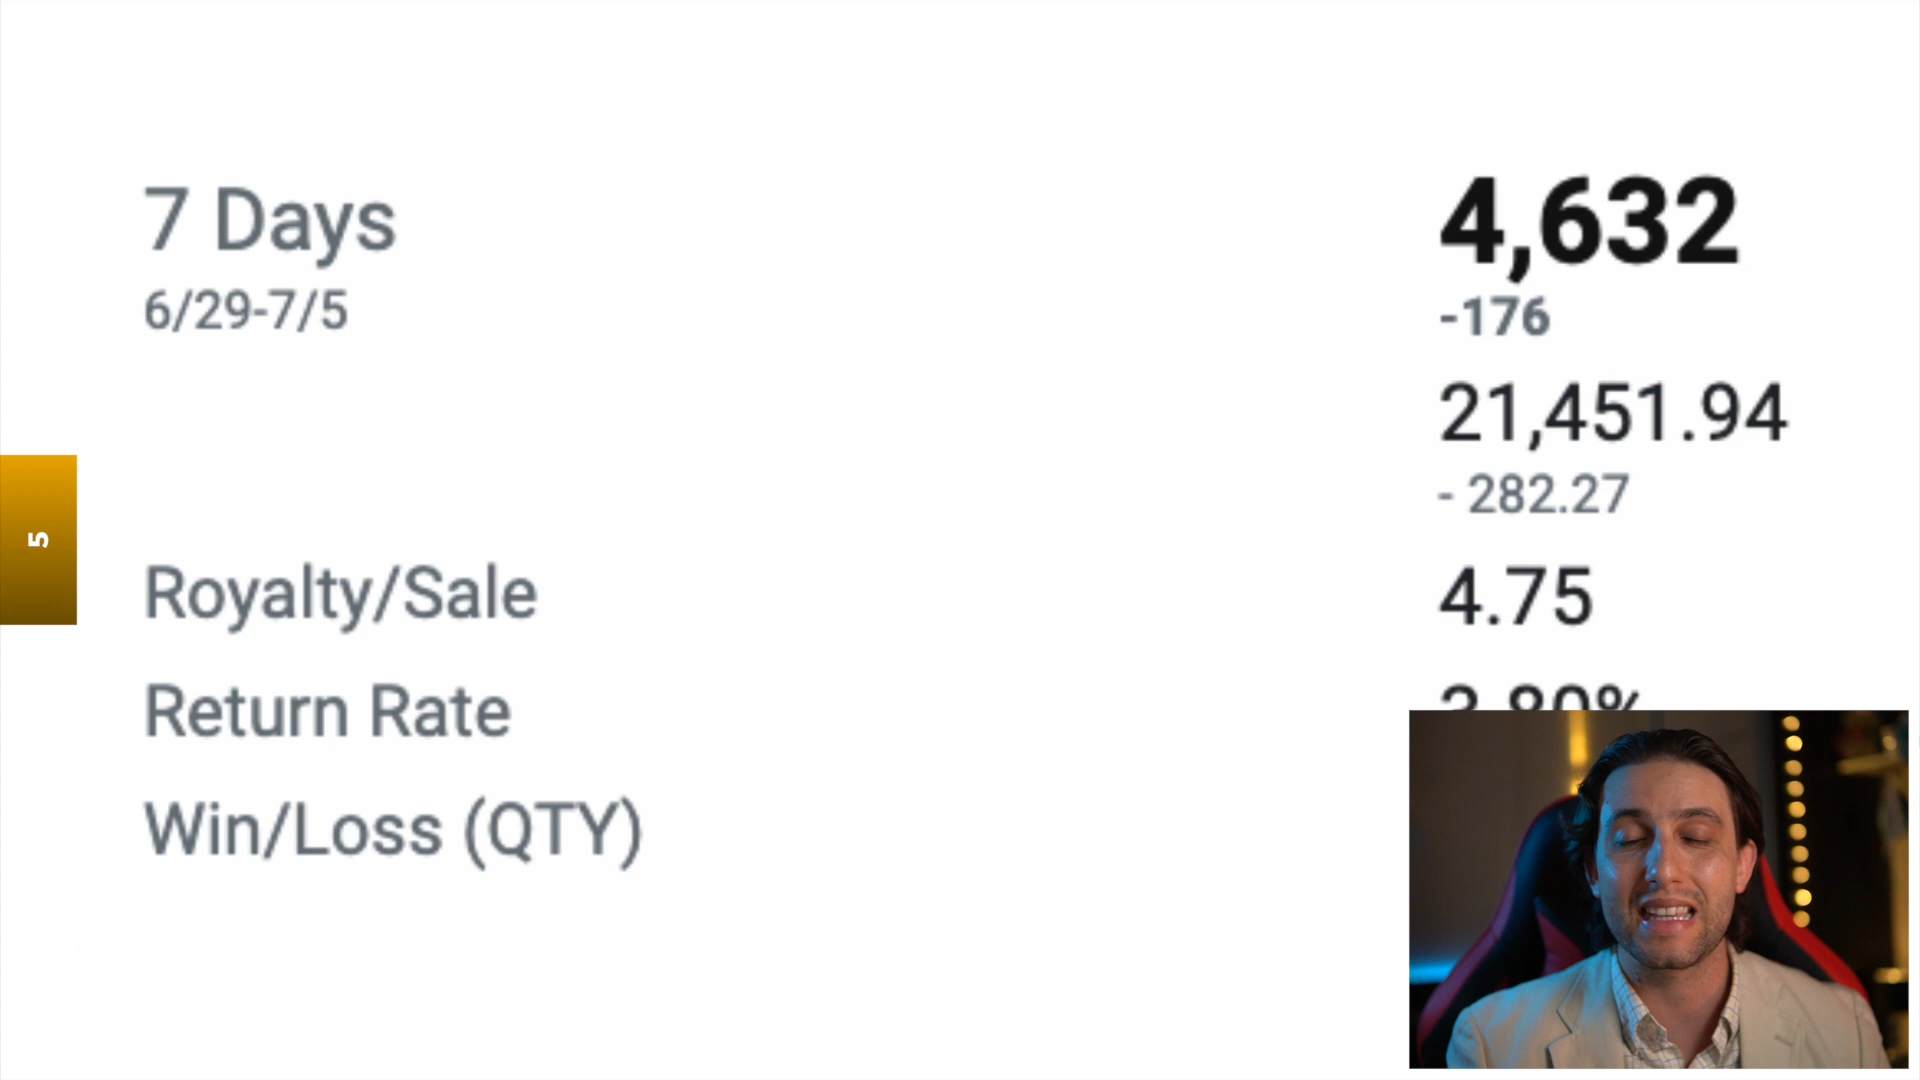 7 Days
4,632
6/29-7/5
-176
21,451.94
- 282.27
5
Royalty/Sale
4.75
Return Rate
Win/Loss (QTY)